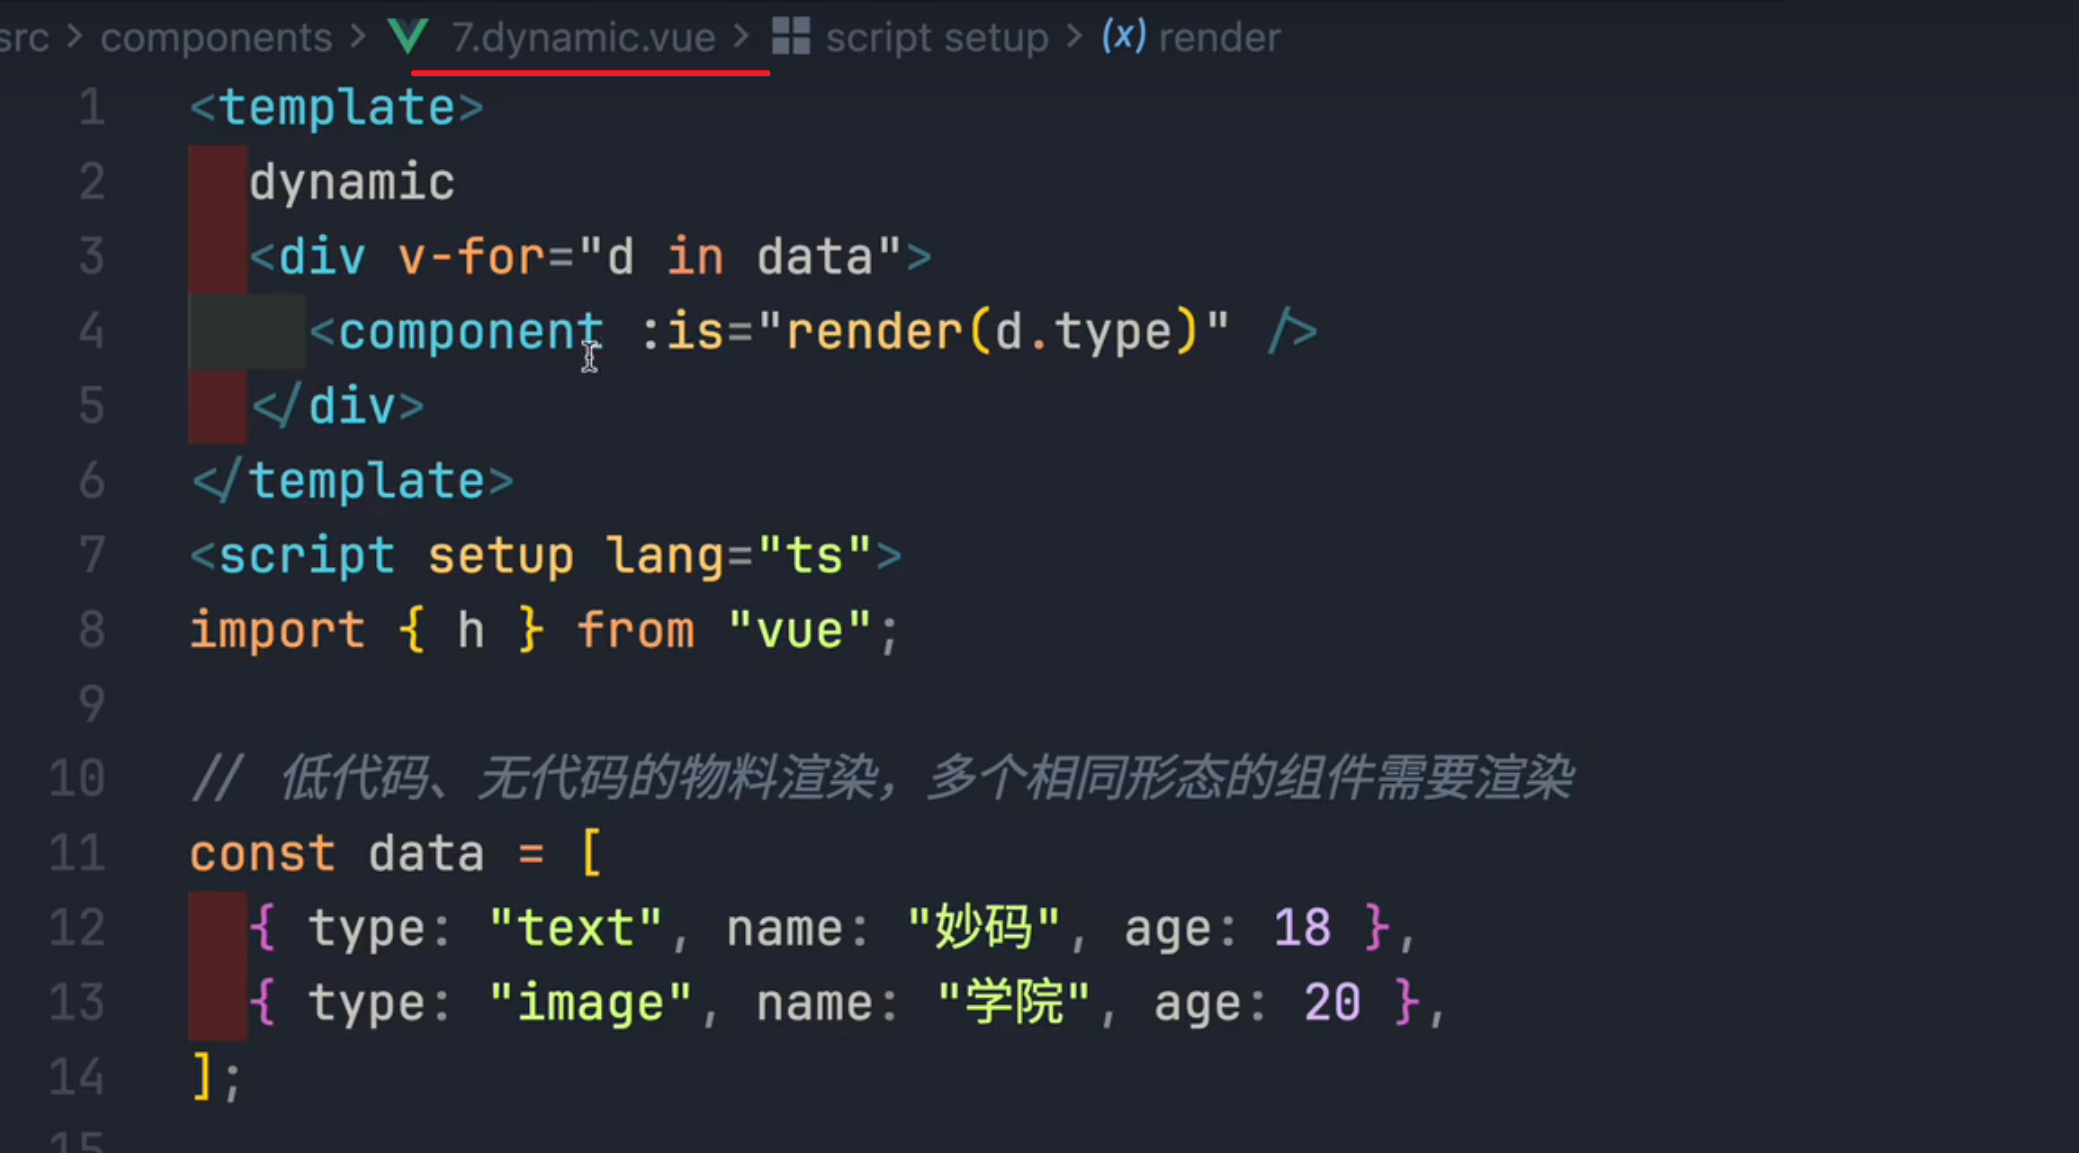 src > components > 7.dynamic.vue > script setup > (x) render
1 <template>
2 dynamic
3 <div v-for="d in data">
4 <component :is="render(d.type)" />
5 </div>
6 </template>
7 <script setup lang="ts">
8 import { h } from "vue";
9
10 // 低代码、无代码的物料渲染，多个相同形态的组件需要渲染
11 const data = [
12 { type: "text", name: "妙码", age: 18 },
13 { type: "image", name: "学院", age: 20 },
14 ];
15